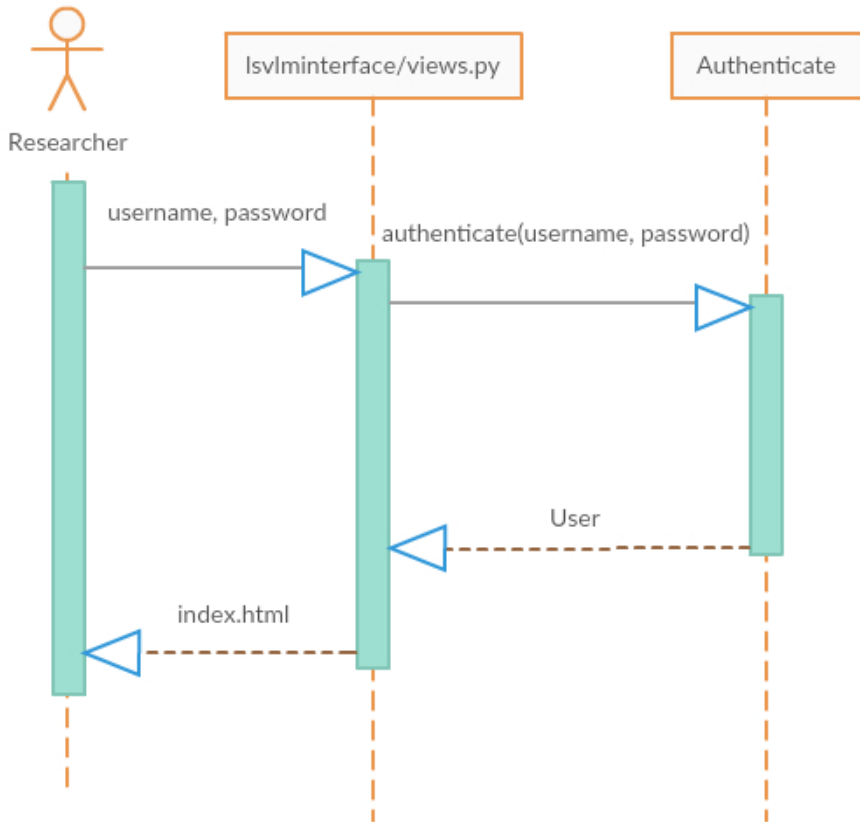 lsvlminterface/views.py
Authenticate
Researcher
username, password
authenticate(username, password)
User
index.html